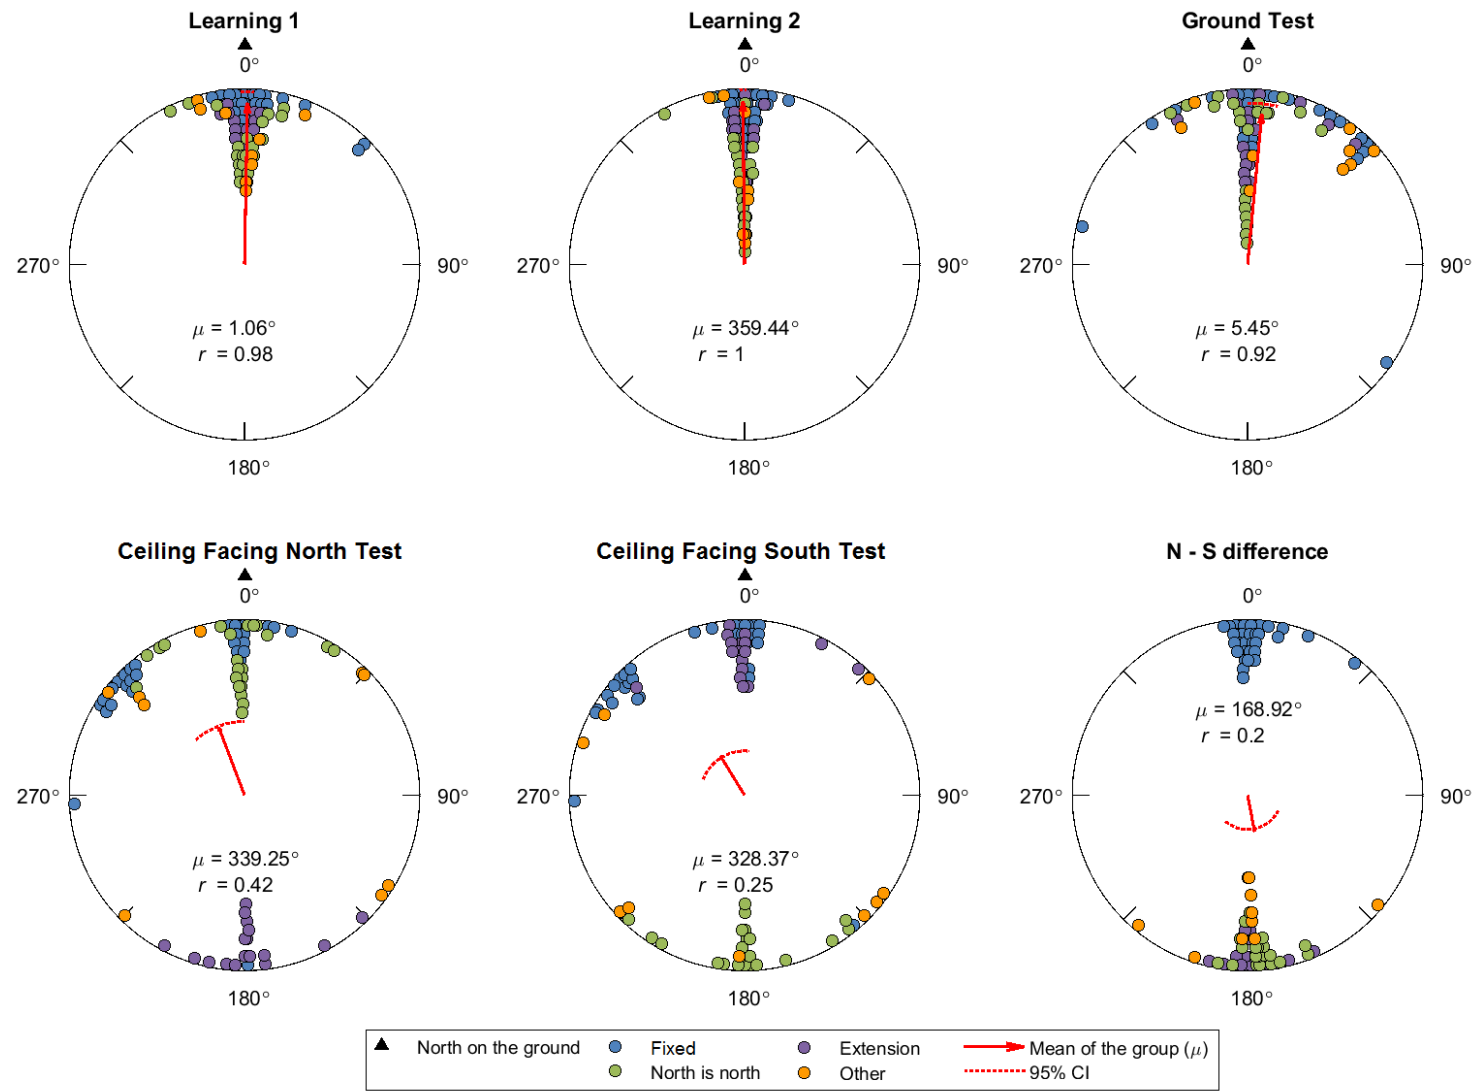 Learning 1
Learning 2
Ground Test
0°
0°
0°
270°
90°
270°
90°
270°
90°
μ = 1.06°
r = 0.98
μ = 359.44°
r = 1
μ = 5.45°
r = 0.92
180°
180°
180°
Ceiling Facing North Test
Ceiling Facing South Test
N - S difference
0°
0°
0°
μ = 168.92°
r = 0.2
270°
90°
270°
90°
270°
90°
μ = 339.25°
r = 0.42
μ = 328.37°
r = 0.25
180°
180°
180°
North on the ground
Fixed
Extension
Mean of the group (μ)
North is north
Other
95% CI